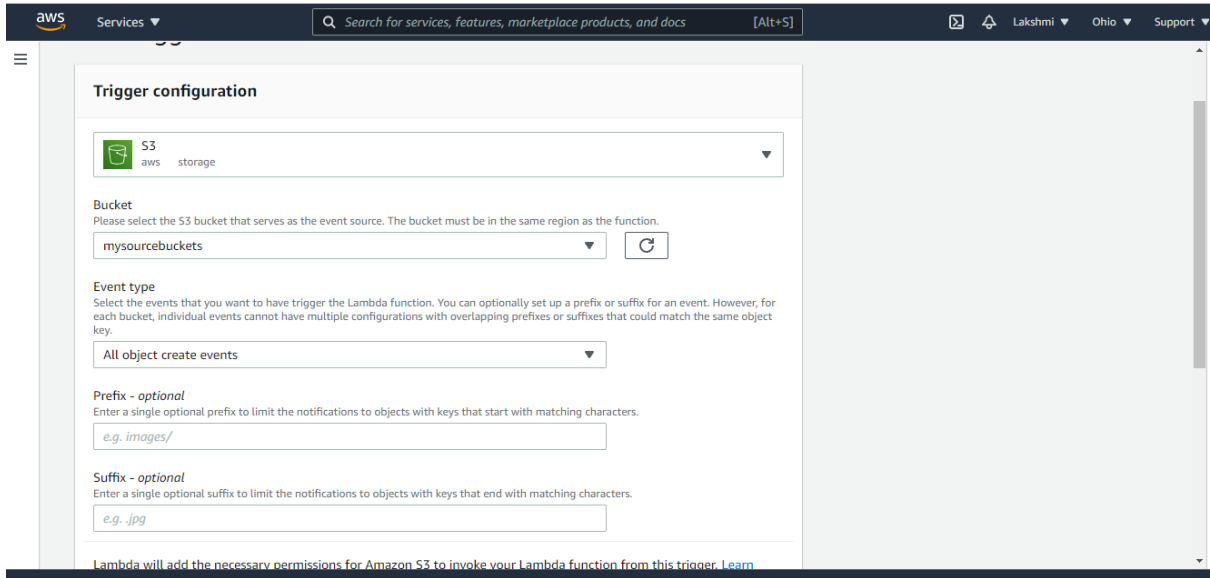 aws Services ▼ Search for services, features, marketplace products, and docs [Alt+S] Lakshmi ▼ Ohio ▼ Support ▼
Trigger configuration
S3
aws storage
Bucket
Please select the S3 bucket that serves as the event source. The bucket must be in the same region as the function.
mysourcebuckets
Event type
Select the events that you want to have trigger the Lambda function. You can optionally set up a prefix or suffix for an event. However, for
each bucket, individual events cannot have multiple configurations with overlapping prefixes or suffixes that could match the same object
key.
All object create events
Prefix - optional
Enter a single optional prefix to limit the notifications to objects with keys that start with matching characters.
e.g. images/
Suffix - optional
Enter a single optional suffix to limit the notifications to objects with keys that end with matching characters.
e.g. .jpg
Lambda will add the necessary permissions for Amazon S3 to invoke your Lambda function from this trigger. Learn